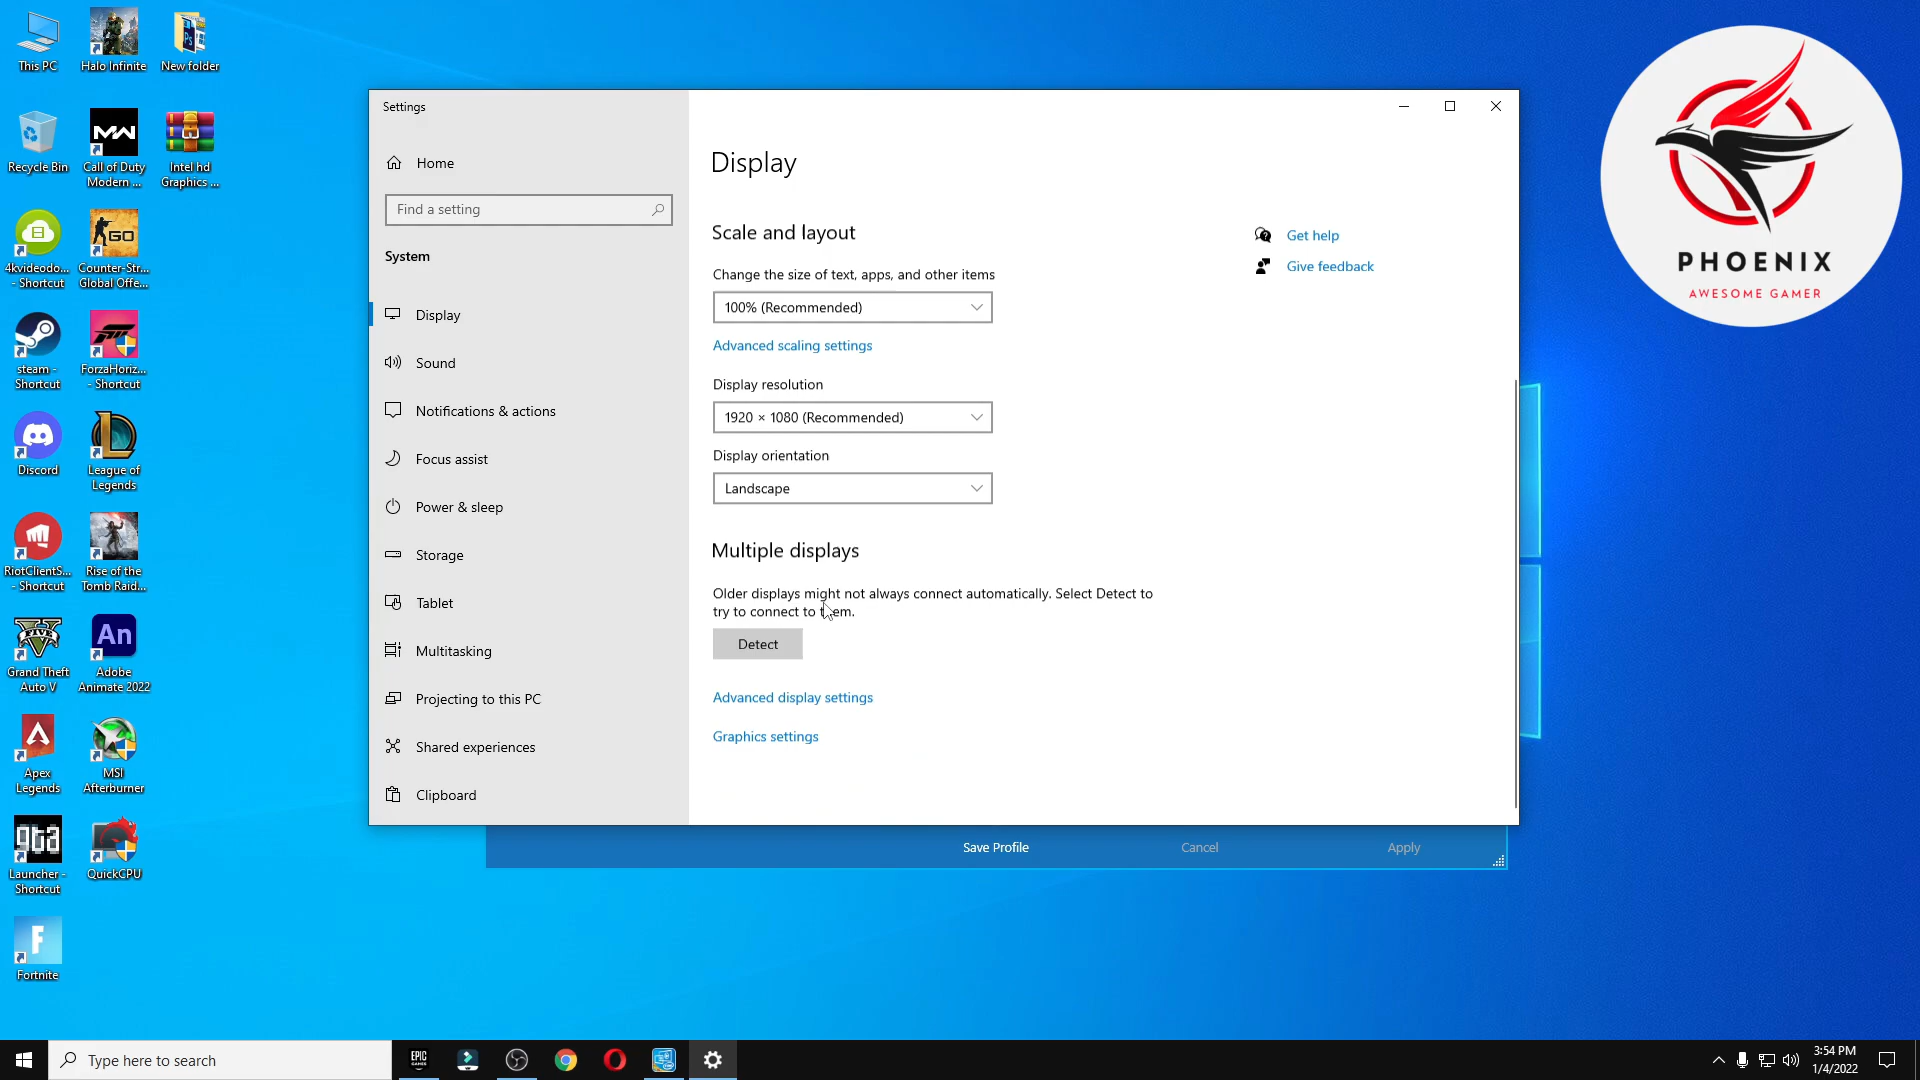 This PC
Halo Infinite
New folder
Recycle Bin
Call of Duty
Modern ...
Intel hd
Graphics ...
4kvideodo...
- Shortcut
Counter-Str...
Global Offe...
GO
steam -
Shortcut
ForzaHoriz...
- Shortcut
Discord
League of
Legends
RiotClientS...
- Shortcut
Rise of the
Tomb Raid...
FIVE
An
Grand Theft
Auto V
Adobe
Animate 2022
Apex
Legends
MSI
Afterburner
gta
Launcher -
Shortcut
QuickCPU
F
Fortnite
Settings
Home
Find a setting
System
Display
Sound
Notifications & actions
Focus assist
Power & sleep
Storage
Tablet
Multitasking
Projecting to this PC
Shared experiences
Clipboard
Display
Scale and layout
Change the size of text, apps, and other items
100% (Recommended)
Advanced scaling settings
Display resolution
1920 × 1080 (Recommended)
Display orientation
Landscape
Multiple displays
Older displays might not always connect automatically. Select Detect to
try to connect to them.
Detect
Advanced display settings
Graphics settings
Get help
Give feedback
PHOENIX
AWESOME GAMER
Save Profile
Cancel
Apply
Type here to search
EPIC
GAMES
3:54 PM
1/4/2022